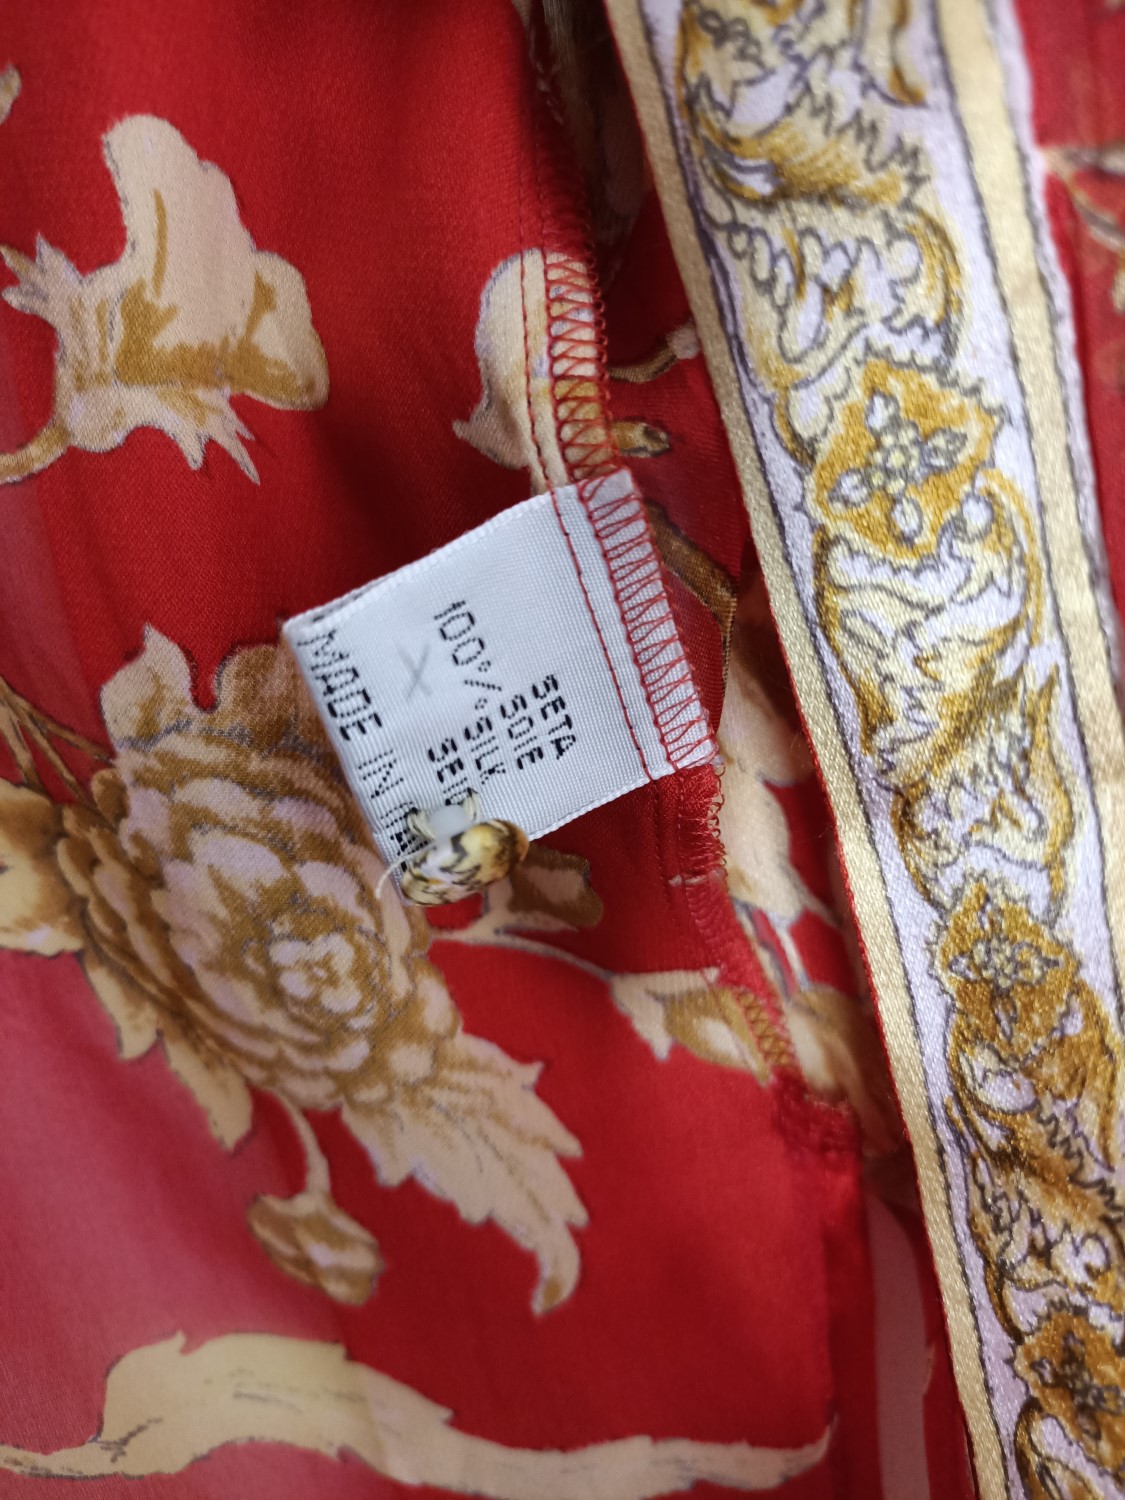 SETA
SOIE
100% SILK
MADE IN